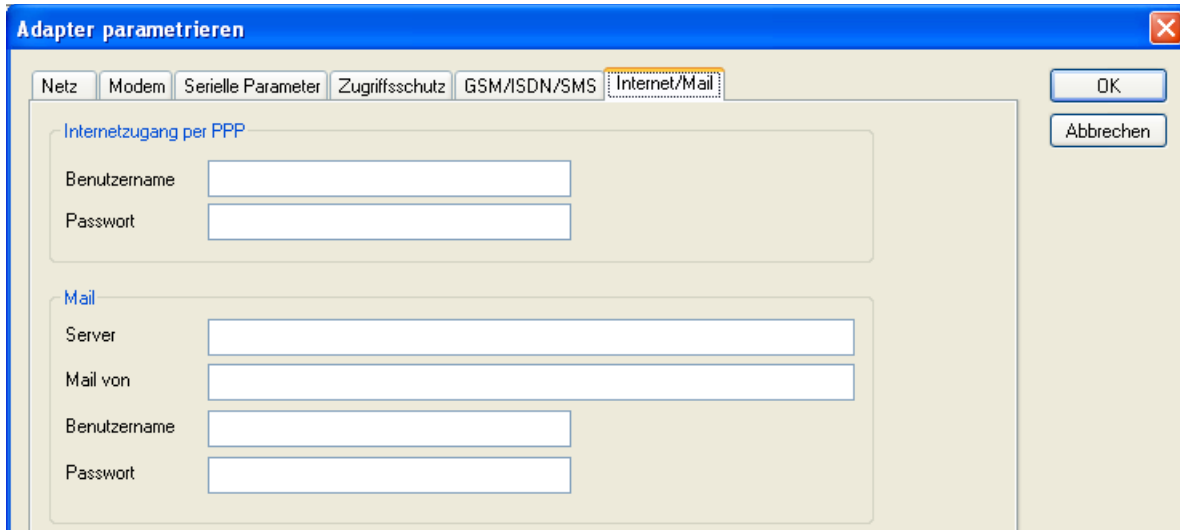 Adapter parametrieren
Netz Modem Serielle Parameter Zugriffsschutz GSM/ISDN/SMS Internet/Mail
OK
Abbrechen
Internetzugang per PPP
Benutzername
Passwort
Mail
Server
Mail von
Benutzername
Passwort